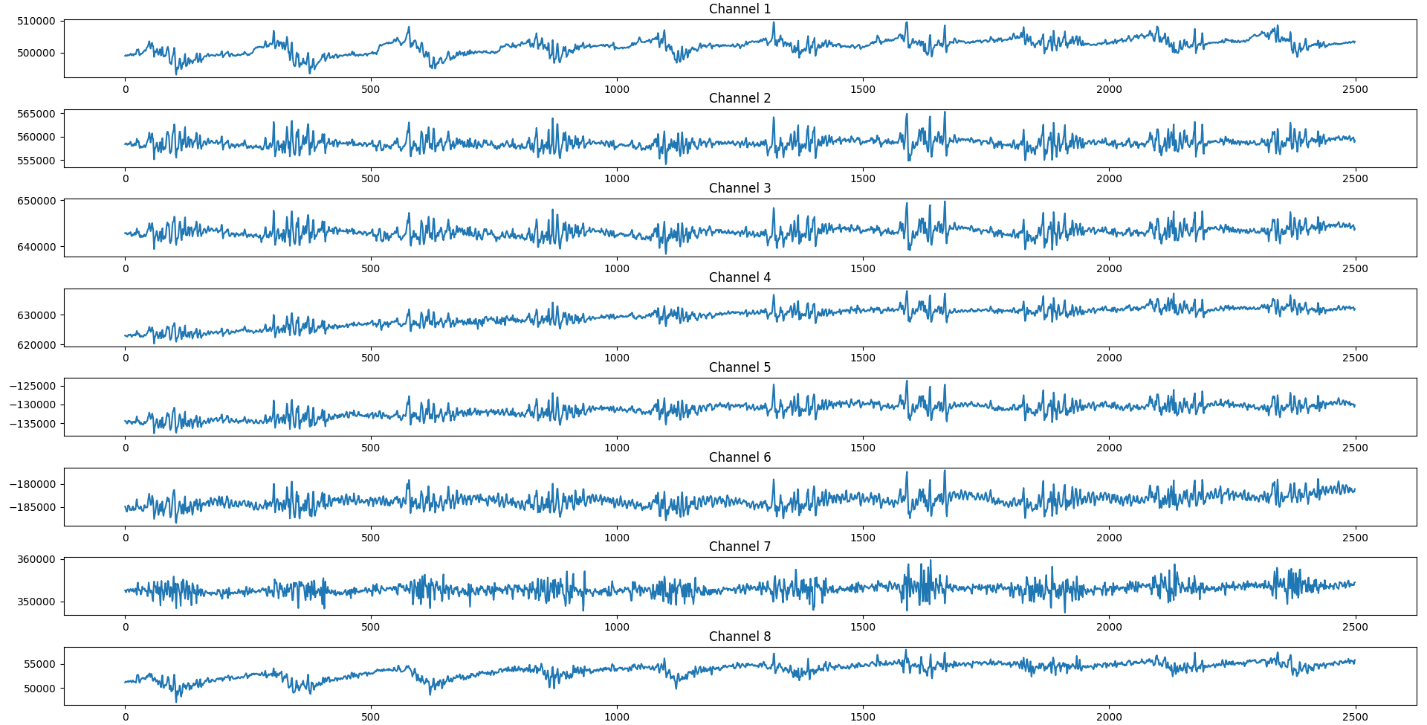 Channel 1
510000
500000
0 500 1000 1500 2000 2500
Channel 2
565000
560000
555000
0 500 1000 1500 2000 2500
Channel 3
650000
640000
0 500 1000 1500 2000 2500
Channel 4
630000
620000
0 500 1000 1500 2000 2500
Channel 5
−125000
−130000
−135000
0 500 1000 1500 2000 2500
Channel 6
−180000
−185000
0 500 1000 1500 2000 2500
Channel 7
360000
350000
0 500 1000 1500 2000 2500
Channel 8
55000
50000
0 500 1000 1500 2000 2500